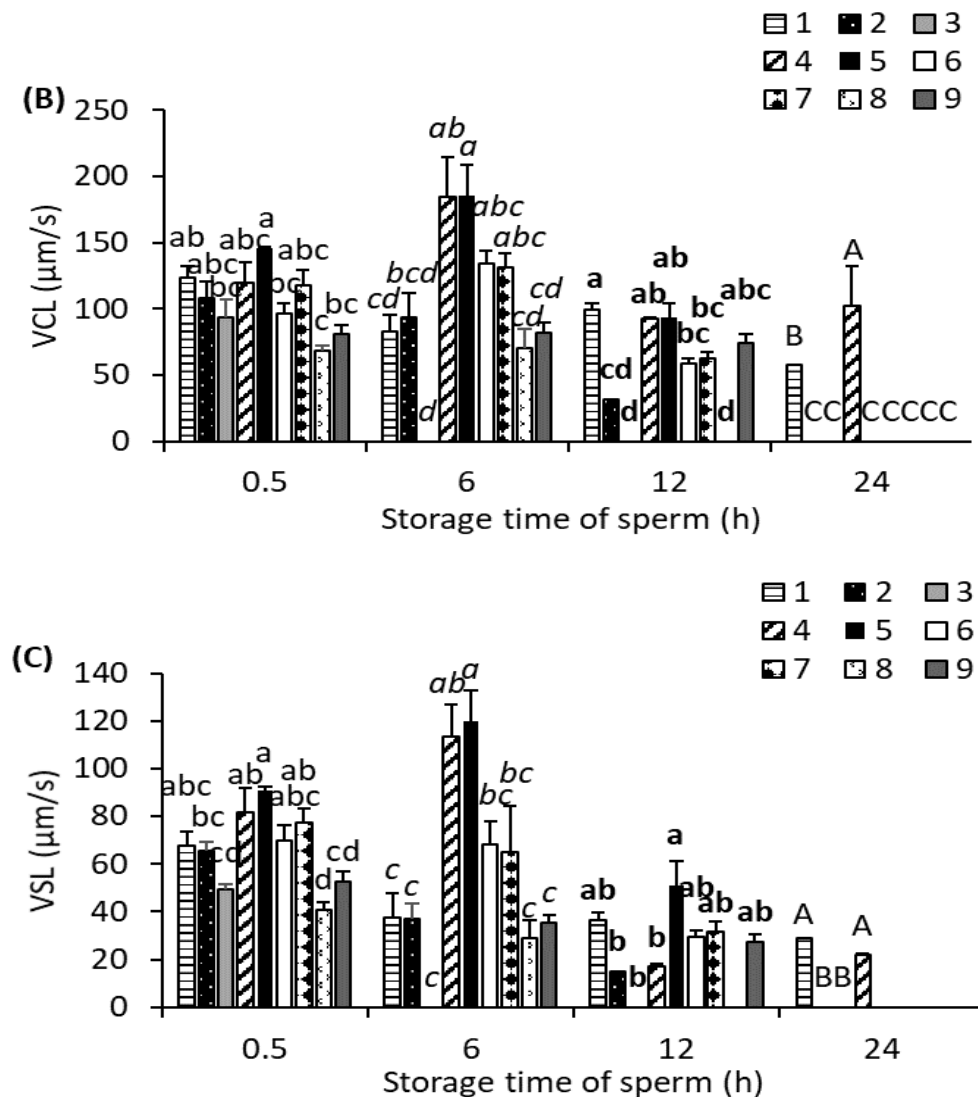 1 2 3
4 5 6
7 8 9
(B)
250
200
150
100
50
0
VCL (µm/s)
ab abc bc abc a bc abc c bc
cd bcd d ab a abc abc cd cd
a cd d ab ab bc bc d abc
B CC A CCCCC
0.5 6 12 24
Storage time of sperm (h)
1 2 3
4 5 6
7 8 9
(C)
140
120
100
80
60
40
20
0
VSL (µm/s)
abc bc cd ab a abc ab d cd
c c c ab a bc bc c c
ab b b b a ab ab ab
A BB A
0.5 6 12 24
Storage time of sperm (h)